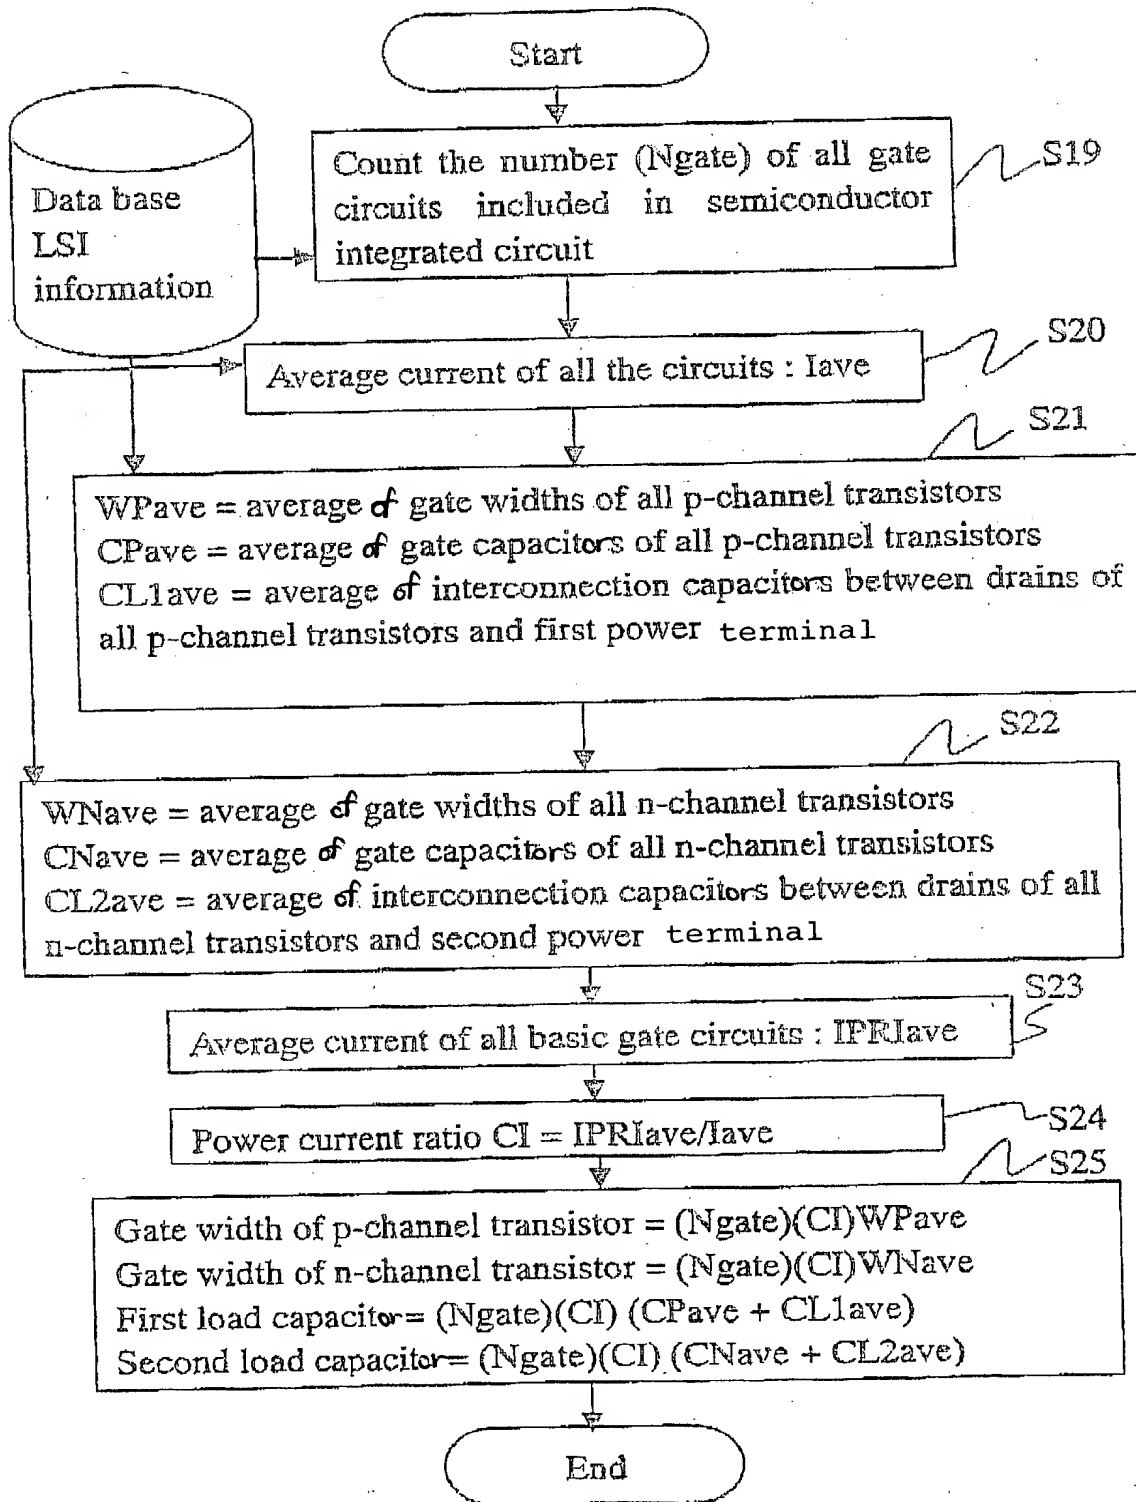 Start
Data base
LSI
information
Count the number (Ngate) of all gate
circuits included in semiconductor
integrated circuit
S19
Average current of all the circuits : Iave
S20
S21
WPave = average of gate widths of all p-channel transistors
CPave = average of gate capacitors of all p-channel transistors
CL1ave = average of interconnection capacitors between drains of
all p-channel transistors and first power terminal
S22
WNave = average of gate widths of all n-channel transistors
CNave = average of gate capacitors of all n-channel transistors
CL2ave = average of interconnection capacitors between drains of all
n-channel transistors and second power terminal
S23
Average current of all basic gate circuits : IPRIave
Power current ratio CI = IPRIave/Iave
S24
S25
Gate width of p-channel transistor = (Ngate)(CI)WPave
Gate width of n-channel transistor = (Ngate)(CI)WNave
First load capacitor= (Ngate)(CI) (CPave + CL1ave)
Second load capacitor= (Ngate)(CI) (CNave + CL2ave)
End